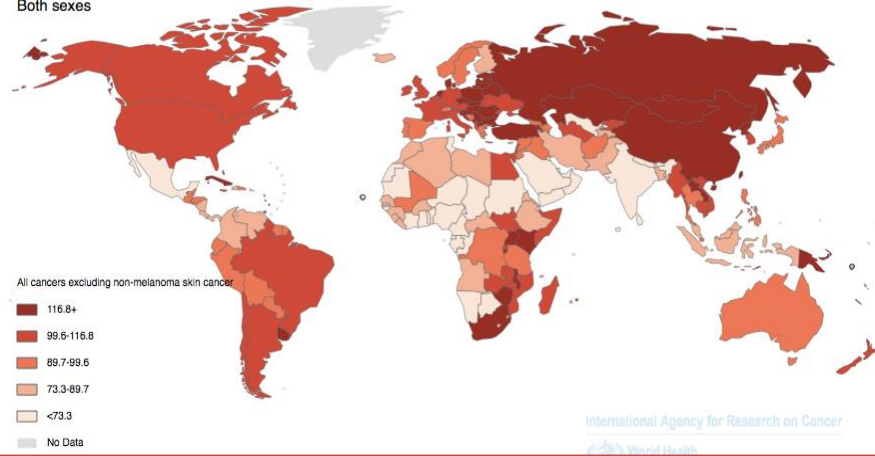 Both sexes
All cancers excluding non-melanoma skin cancer
116.8+
99.6-116.8
89.7-99.6
73.3-89.7
<73.3
No Data
International Agency for Research on Cancer
World Health